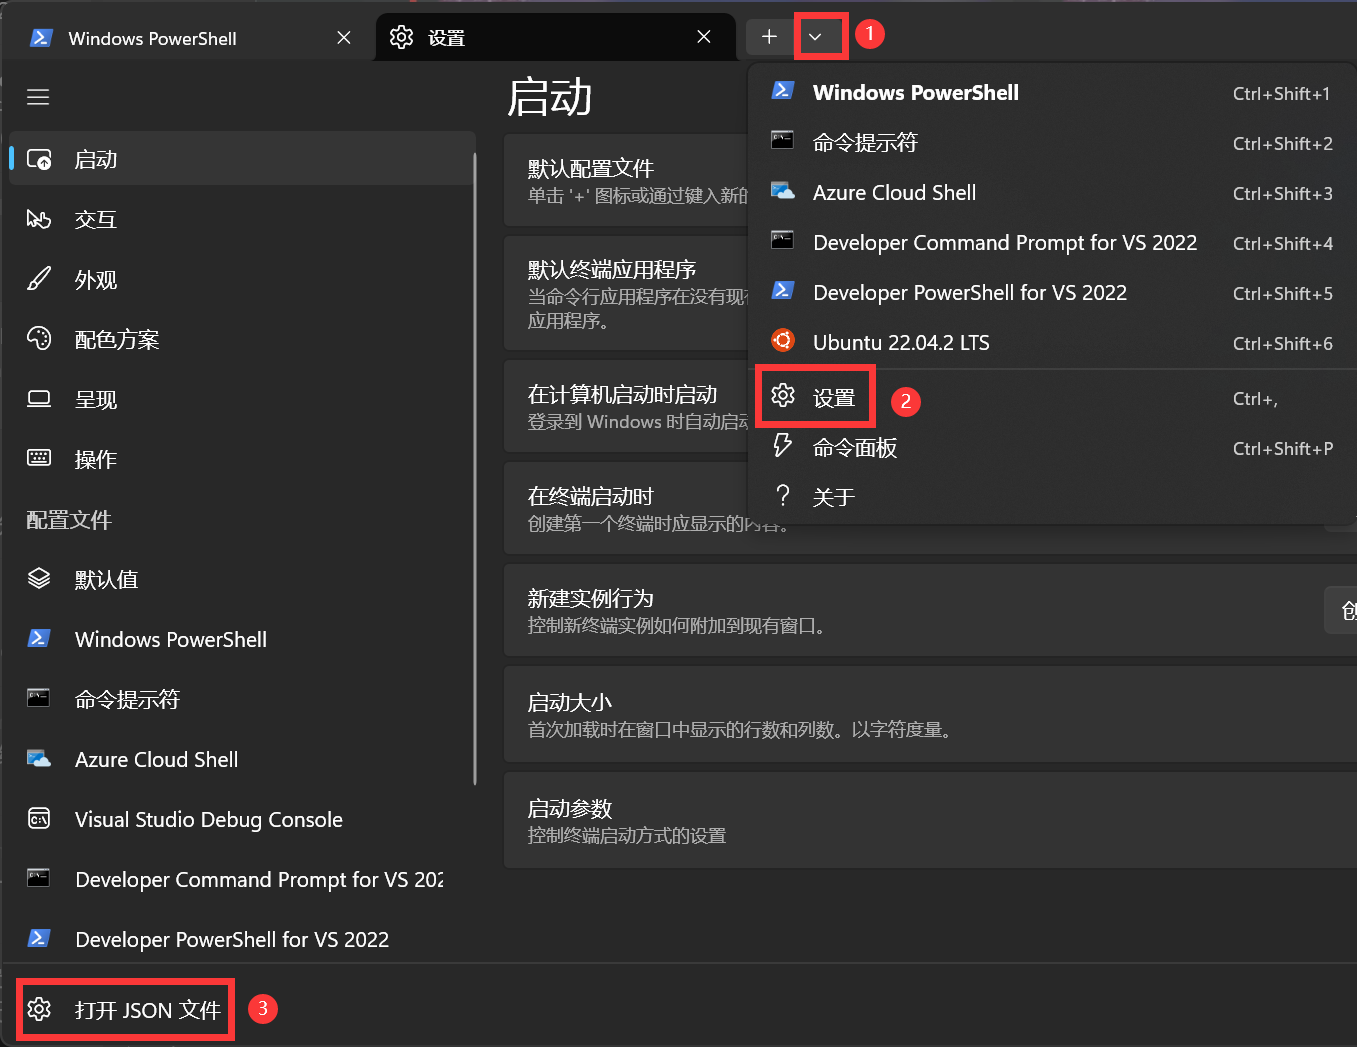 Windows PowerShell
设置
1
启动
交互
外观
配色方案
呈现
操作
配置文件
默认值
Windows PowerShell
命令提示符
Azure Cloud Shell
Visual Studio Debug Console
Developer Command Prompt for VS 202
Developer PowerShell for VS 2022
打开 JSON 文件
3
启动
默认配置文件
单击 '+' 图标或通过键入新的
默认终端应用程序
当命令行应用程序在没有现有
应用程序。
在计算机启动时启动
登录到 Windows 时自动启动
在终端启动时
创建第一个终端时应显示的内容。
新建实例行为
控制新终端实例如何附加到现有窗口。
创
启动大小
首次加载时在窗口中显示的行数和列数。以字符度量。
启动参数
控制终端启动方式的设置
Windows PowerShell Ctrl+Shift+1
命令提示符 Ctrl+Shift+2
Azure Cloud Shell Ctrl+Shift+3
Developer Command Prompt for VS 2022 Ctrl+Shift+4
Developer PowerShell for VS 2022 Ctrl+Shift+5
Ubuntu 22.04.2 LTS Ctrl+Shift+6
设置 2 Ctrl+,
命令面板 Ctrl+Shift+P
关于